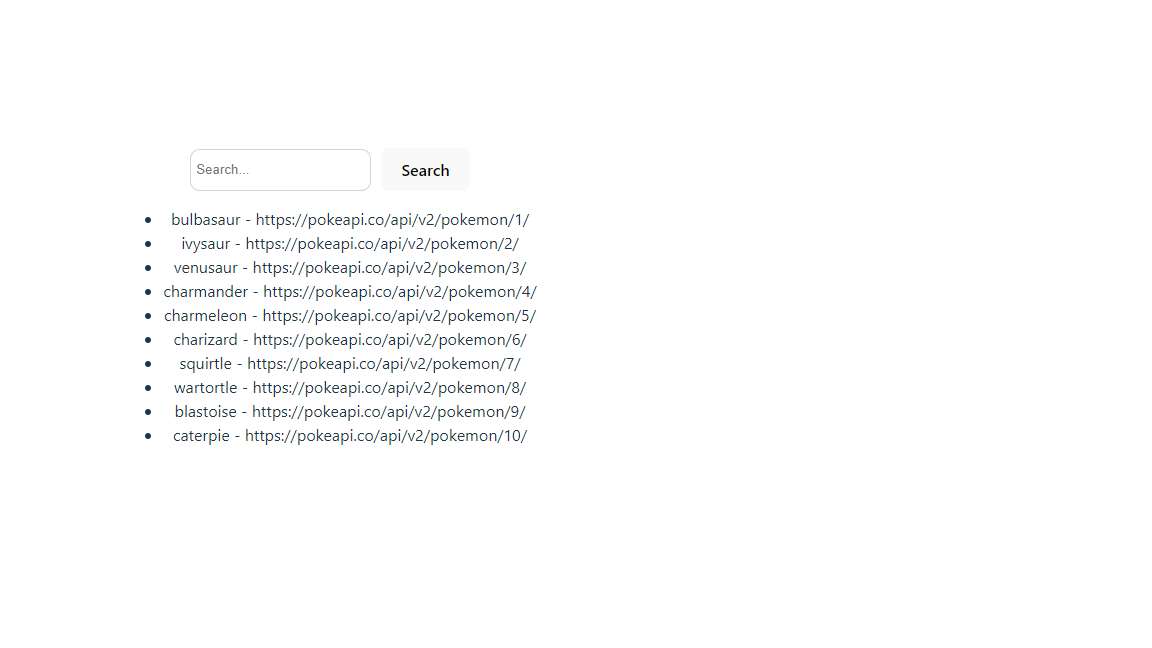 Search...
Search
bulbasaur - https://pokeapi.co/api/v2/pokemon/1/
ivysaur - https://pokeapi.co/api/v2/pokemon/2/
venusaur - https://pokeapi.co/api/v2/pokemon/3/
charmander - https://pokeapi.co/api/v2/pokemon/4/
charmeleon - https://pokeapi.co/api/v2/pokemon/5/
charizard - https://pokeapi.co/api/v2/pokemon/6/
squirtle - https://pokeapi.co/api/v2/pokemon/7/
wartortle - https://pokeapi.co/api/v2/pokemon/8/
blastoise - https://pokeapi.co/api/v2/pokemon/9/
caterpie - https://pokeapi.co/api/v2/pokemon/10/